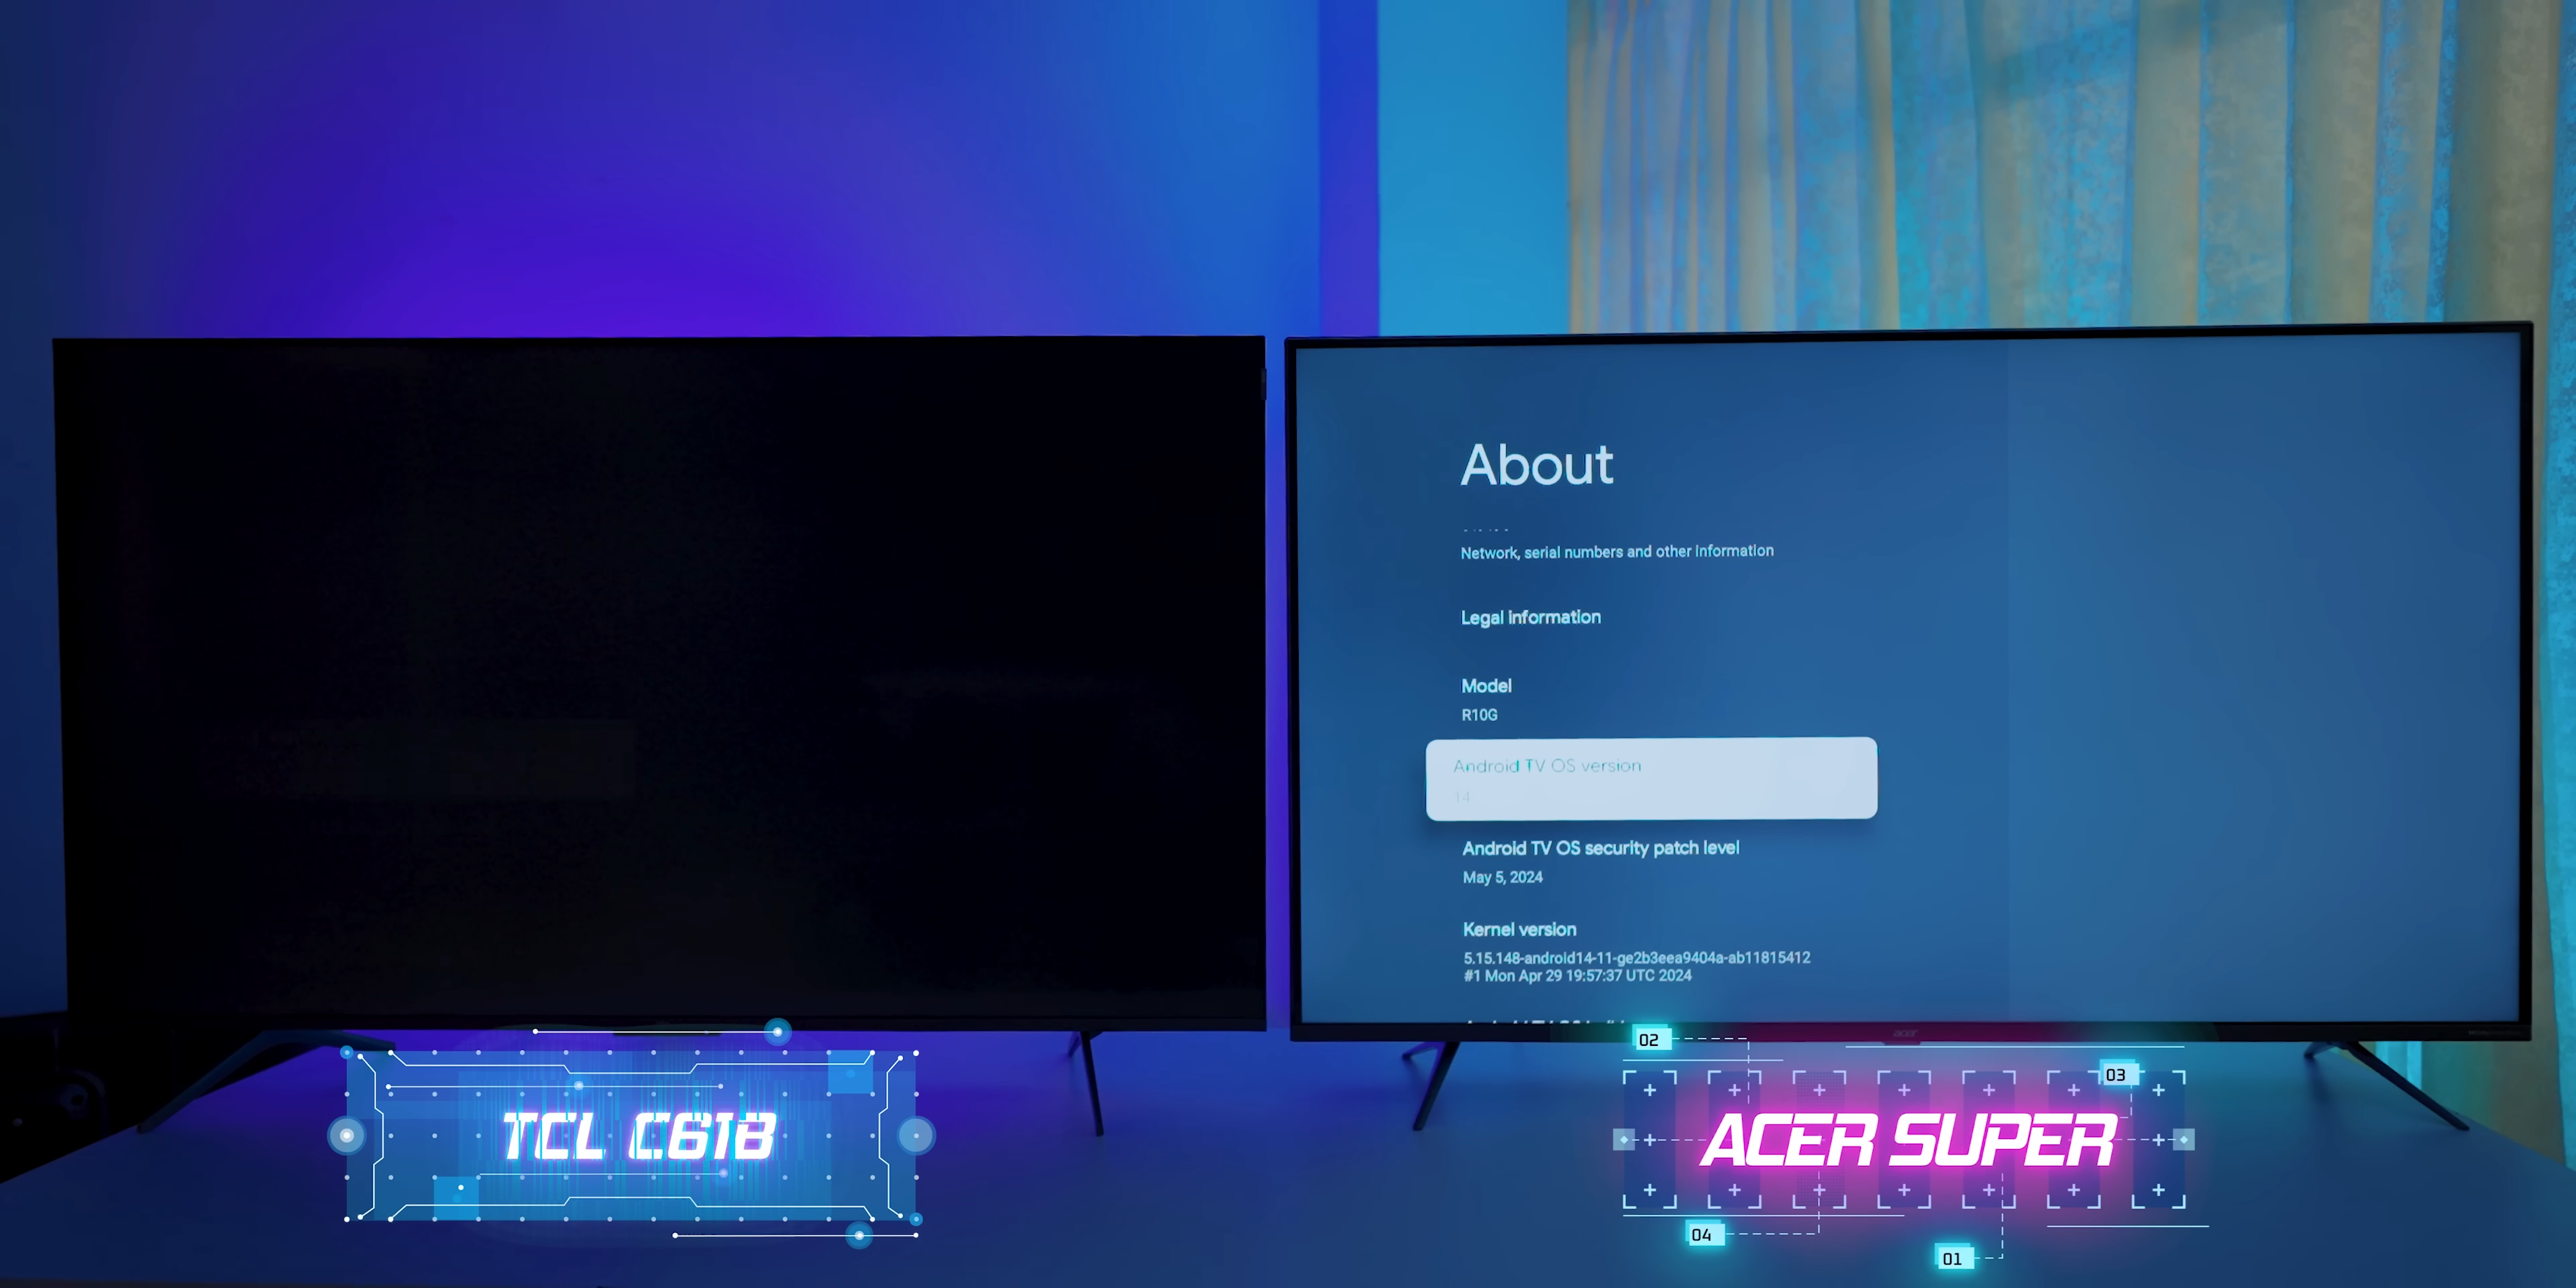 About
Network, serial numbers and other information
Legal information
Model
R10G
Android TV OS version
14
Android TV OS security patch level
May 5, 2024
Kernel version
5.15.148-android14-11-ge2b3eea9404a-ab11815412
#1 Mon Apr 29 19:57:37 UTC 2024
acer
02
03
TCL C61B
ACER SUPER
04
01